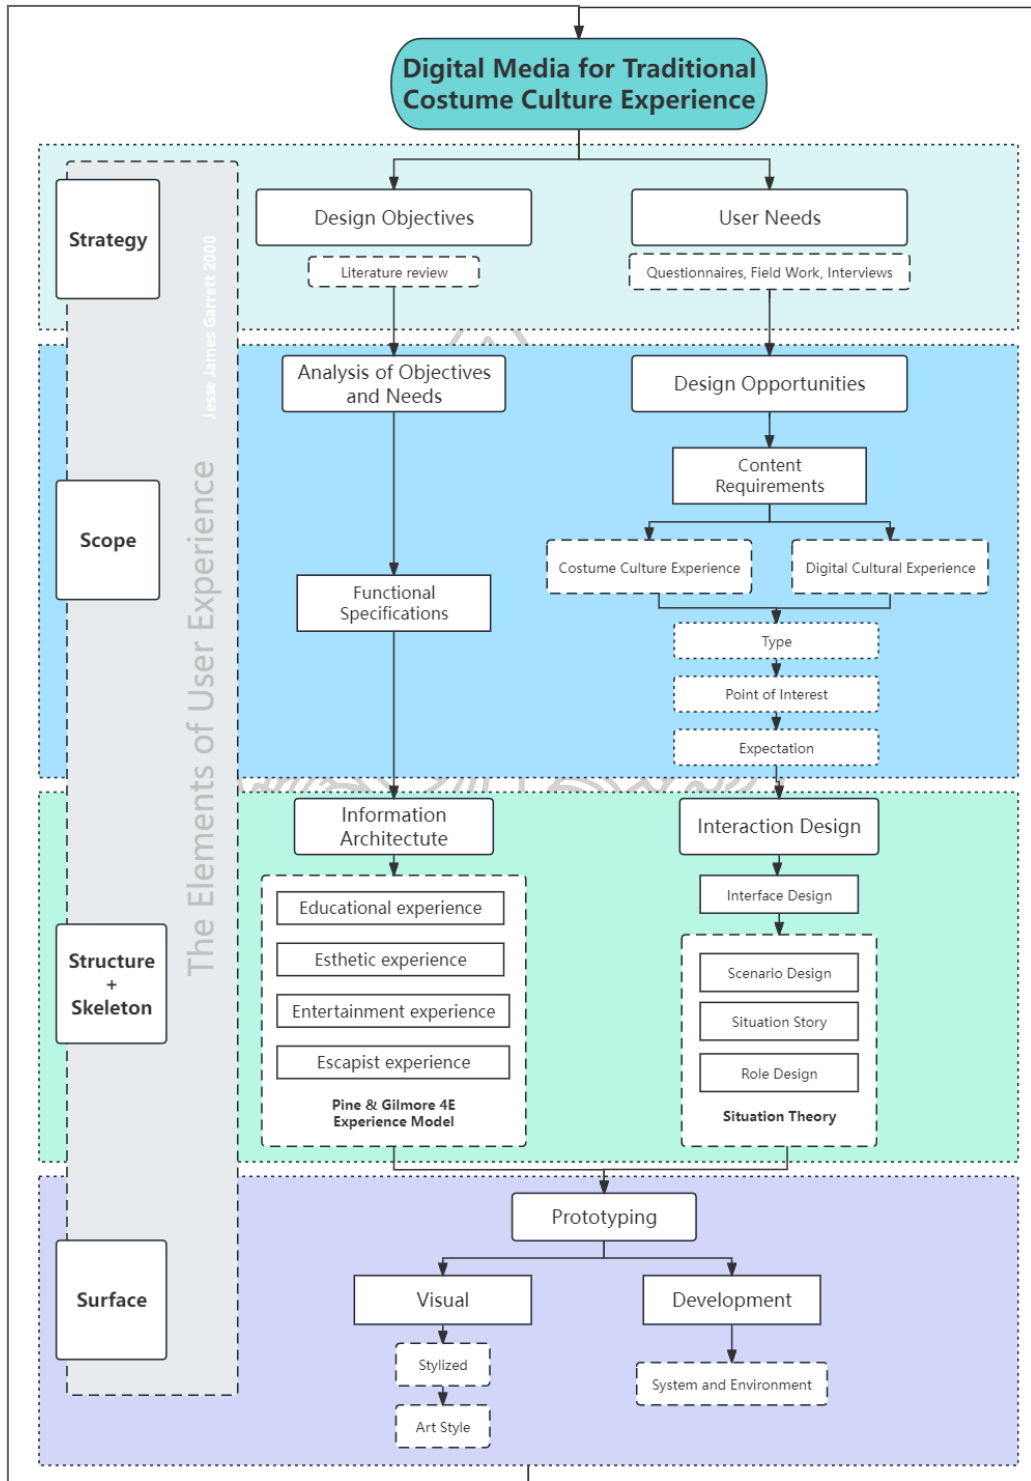 Digital Media for Traditional
Costume Culture Experience
Strategy
Jesse James Garrett 2000
The Elements of User Experience
Design Objectives
User Needs
Literature review
Questionnaires, Field Work, Interviews
Scope
Analysis of Objectives
and Needs
Design Opportunities
Content
Requirements
Costume Culture Experience
Digital Cultural Experience
Functional
Specifications
Type
Point of Interest
Expectation
Structure
+
Skeleton
Information
Architectute
Interaction Design
Educational experience
Esthetic experience
Entertainment experience
Escapist experience
Pine & Gilmore 4E
Experience Model
Interface Design
Scenario Design
Situation Story
Role Design
Situation Theory
Surface
Prototyping
Visual
Development
Stylized
Art Style
System and Environment